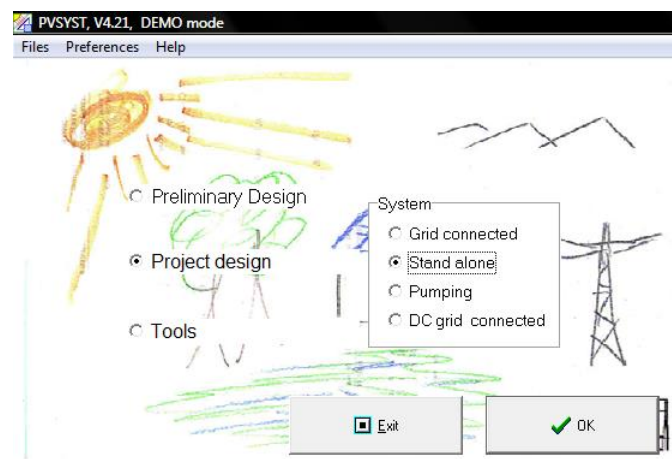 PVSYST, V4.21, DEMO mode
Files Preferences Help
Preliminary Design
Project design
Tools
System
Grid connected
Stand alone
Pumping
DC grid connected
Exit
OK